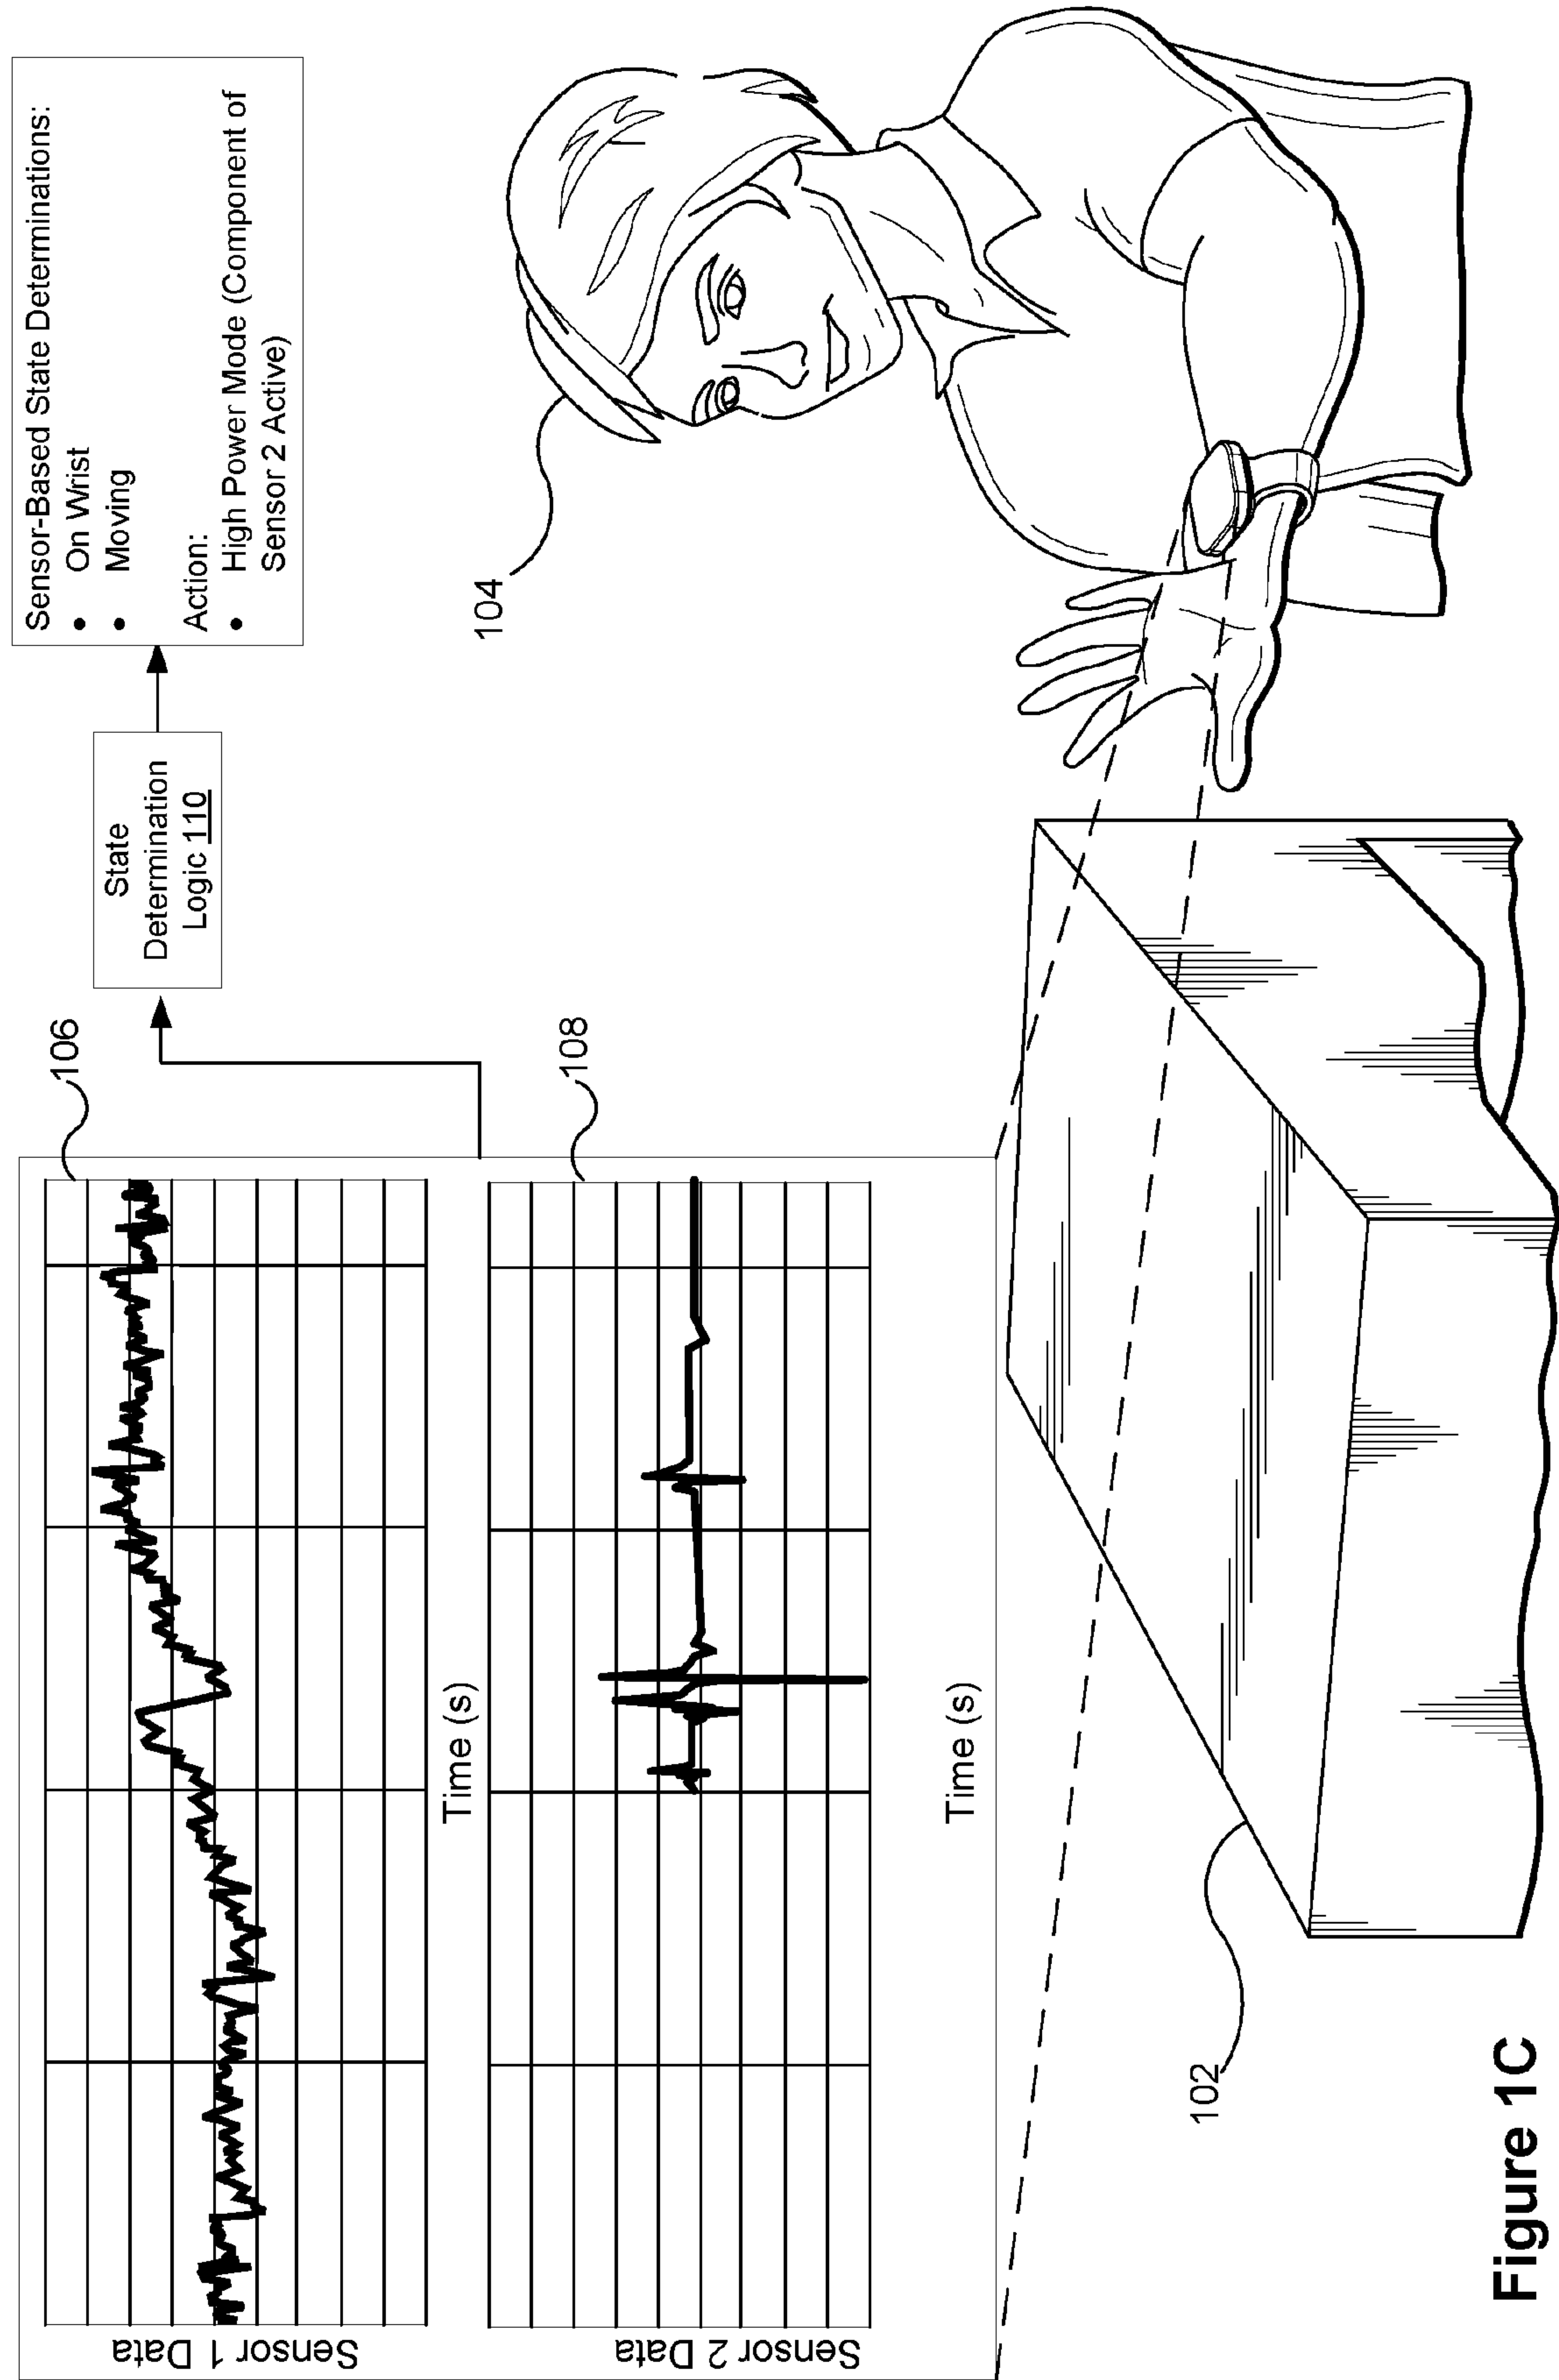 Sensor 1 Data
Time (s)
106
Sensor 2 Data
Time (s)
108
State
Determination
Logic 110
Sensor-Based State Determinations:
• On Wrist
• Moving
Action:
• High Power Mode (Component of
Sensor 2 Active)
104
102
Figure 1C